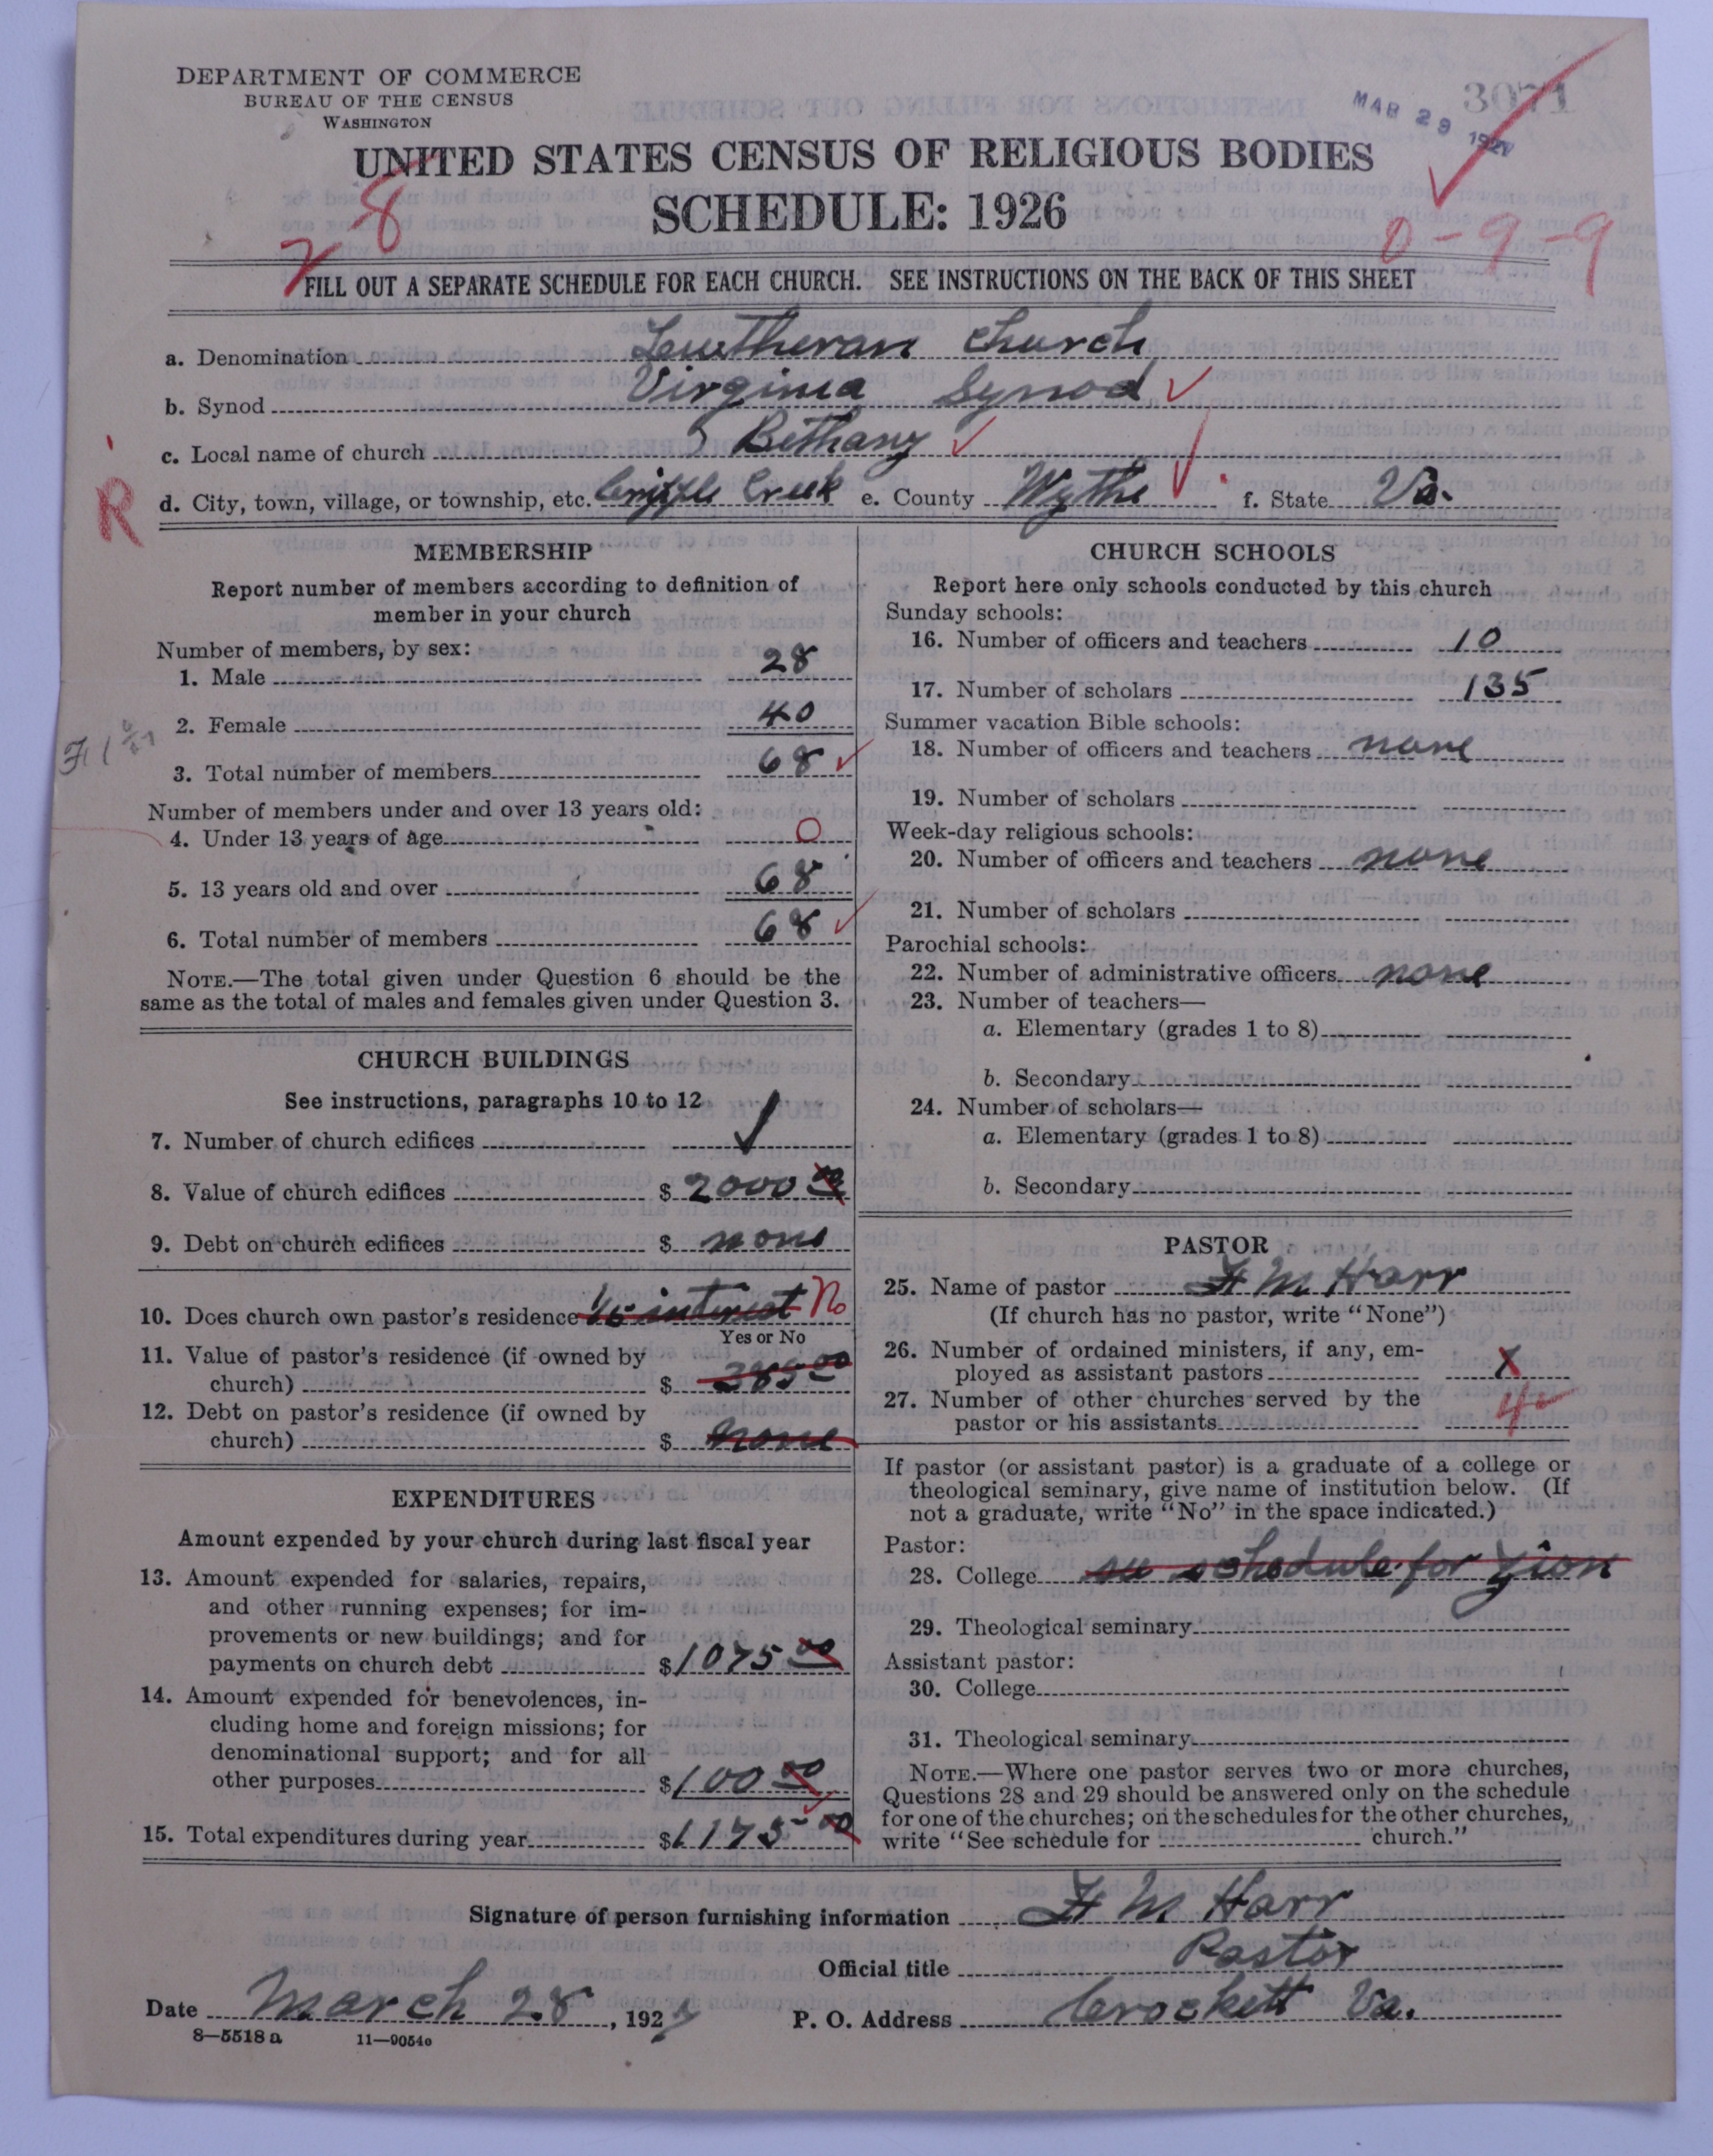 DEPARTMENT OF COMMERCE
BUREAU OF THE CENSUS
WASHINGTON
3071
MAR 29 1927
UNITED STATES CENSUS OF RELIGIOUS BODIES
SCHEDULE: 1926
8
0-9-9
FILL OUT A SEPARATE SCHEDULE FOR EACH CHURCH. SEE INSTRUCTIONS ON THE BACK OF THIS SHEET
a. Denomination Lewtheran Church
b. Synod Virginia Synod
c. Local name of church Bethany
R
d. City, town, village, or township, etc. Cripple Creek e. County Wythe f. State Va.
MEMBERSHIP
Report number of members according to definition of
member in your church
Number of members, by sex:
1. Male 28
2. Female 40
3. Total number of members 68
Number of members under and over 13 years old:
4. Under 13 years of age 0
5. 13 years old and over 68
6. Total number of members 68
NOTE.—The total given under Question 6 should be the
same as the total of males and females given under Question 3.
CHURCH BUILDINGS
See instructions, paragraphs 10 to 12
7. Number of church edifices
8. Value of church edifices $ 2000 00
9. Debt on church edifices $ none
10. Does church own pastor's residence 1/5 interest No
Yes or No
11. Value of pastor's residence (if owned by
church) $ 385 00
12. Debt on pastor's residence (if owned by
church) $ none
EXPENDITURES
Amount expended by your church during last fiscal year
13. Amount expended for salaries, repairs,
and other running expenses; for im-
provements or new buildings; and for
payments on church debt $ 1075 00
14. Amount expended for benevolences, in-
cluding home and foreign missions; for
denominational support; and for all
other purposes $ 100 00
15. Total expenditures during year $ 1175 00
CHURCH SCHOOLS
Report here only schools conducted by this church
Sunday schools:
16. Number of officers and teachers 10
17. Number of scholars 135
Summer vacation Bible schools:
18. Number of officers and teachers none
19. Number of scholars
Week-day religious schools:
20. Number of officers and teachers none
21. Number of scholars
Parochial schools:
22. Number of administrative officers none
23. Number of teachers—
a. Elementary (grades 1 to 8)
b. Secondary
24. Number of scholars—
a. Elementary (grades 1 to 8)
b. Secondary
PASTOR
25. Name of pastor F M Harr
(If church has no pastor, write "None")
26. Number of ordained ministers, if any, em-
ployed as assistant pastors x
27. Number of other churches served by the
pastor or his assistants 4
If pastor (or assistant pastor) is a graduate of a college or
theological seminary, give name of institution below. (If
not a graduate, write "No" in the space indicated.)
Pastor:
28. College see schedule for Zion
29. Theological seminary
Assistant pastor:
30. College
31. Theological seminary
NOTE.—Where one pastor serves two or more churches,
Questions 28 and 29 should be answered only on the schedule
for one of the churches; on the schedules for the other churches,
write "See schedule for church."
Signature of person furnishing information F M Harr
Official title Pastor
Date March 28, 192
P. O. Address Crockett Va.
8—5518a 11—9054o